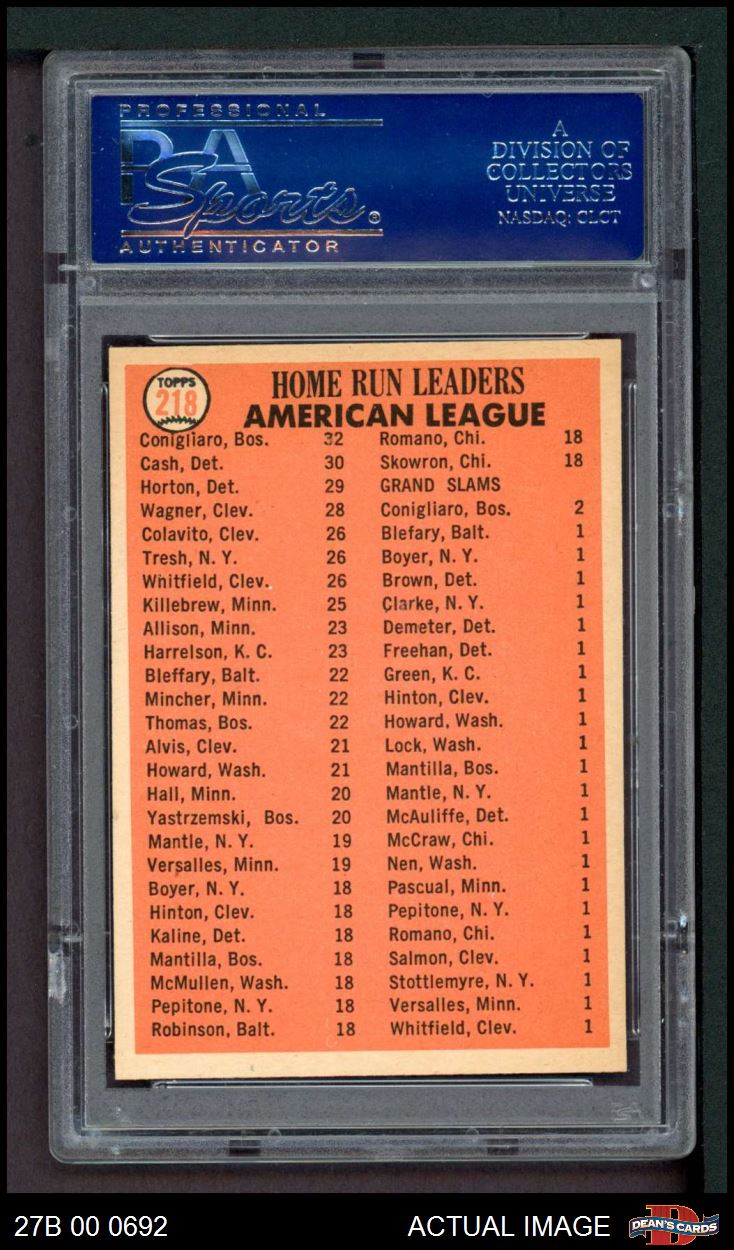 PROFESSIONAL
PSA
Sports®
AUTHENTICATOR
A
DIVISION OF
COLLECTORS
UNIVERSE
NASDAQ: CLCT
TOPPS
218
HOME RUN LEADERS
AMERICAN LEAGUE
Conigliaro, Bos. 32
Cash, Det. 30
Horton, Det. 29
Wagner, Clev. 28
Colavito, Clev. 26
Tresh, N. Y. 26
Whitfield, Clev. 26
Killebrew, Minn. 25
Allison, Minn. 23
Harrelson, K. C. 23
Bleffary, Balt. 22
Mincher, Minn. 22
Thomas, Bos. 22
Alvis, Clev. 21
Howard, Wash. 21
Hall, Minn. 20
Yastrzemski, Bos. 20
Mantle, N. Y. 19
Versalles, Minn. 19
Boyer, N. Y. 18
Hinton, Clev. 18
Kaline, Det. 18
Mantilla, Bos. 18
McMullen, Wash. 18
Pepitone, N. Y. 18
Robinson, Balt. 18
Romano, Chi. 18
Skowron, Chi. 18
GRAND SLAMS
Conigliaro, Bos. 2
Blefary, Balt. 1
Boyer, N. Y. 1
Brown, Det. 1
Clarke, N. Y. 1
Demeter, Det. 1
Freehan, Det. 1
Green, K. C. 1
Hinton, Clev. 1
Howard, Wash. 1
Lock, Wash. 1
Mantilla, Bos. 1
Mantle, N. Y. 1
McAuliffe, Det. 1
McCraw, Chi. 1
Nen, Wash. 1
Pascual, Minn. 1
Pepitone, N. Y. 1
Romano, Chi. 1
Salmon, Clev. 1
Stottlemyre, N. Y. 1
Versalles, Minn. 1
Whitfield, Clev. 1
27B 00 0692
ACTUAL IMAGE
D
DEAN'S CARDS